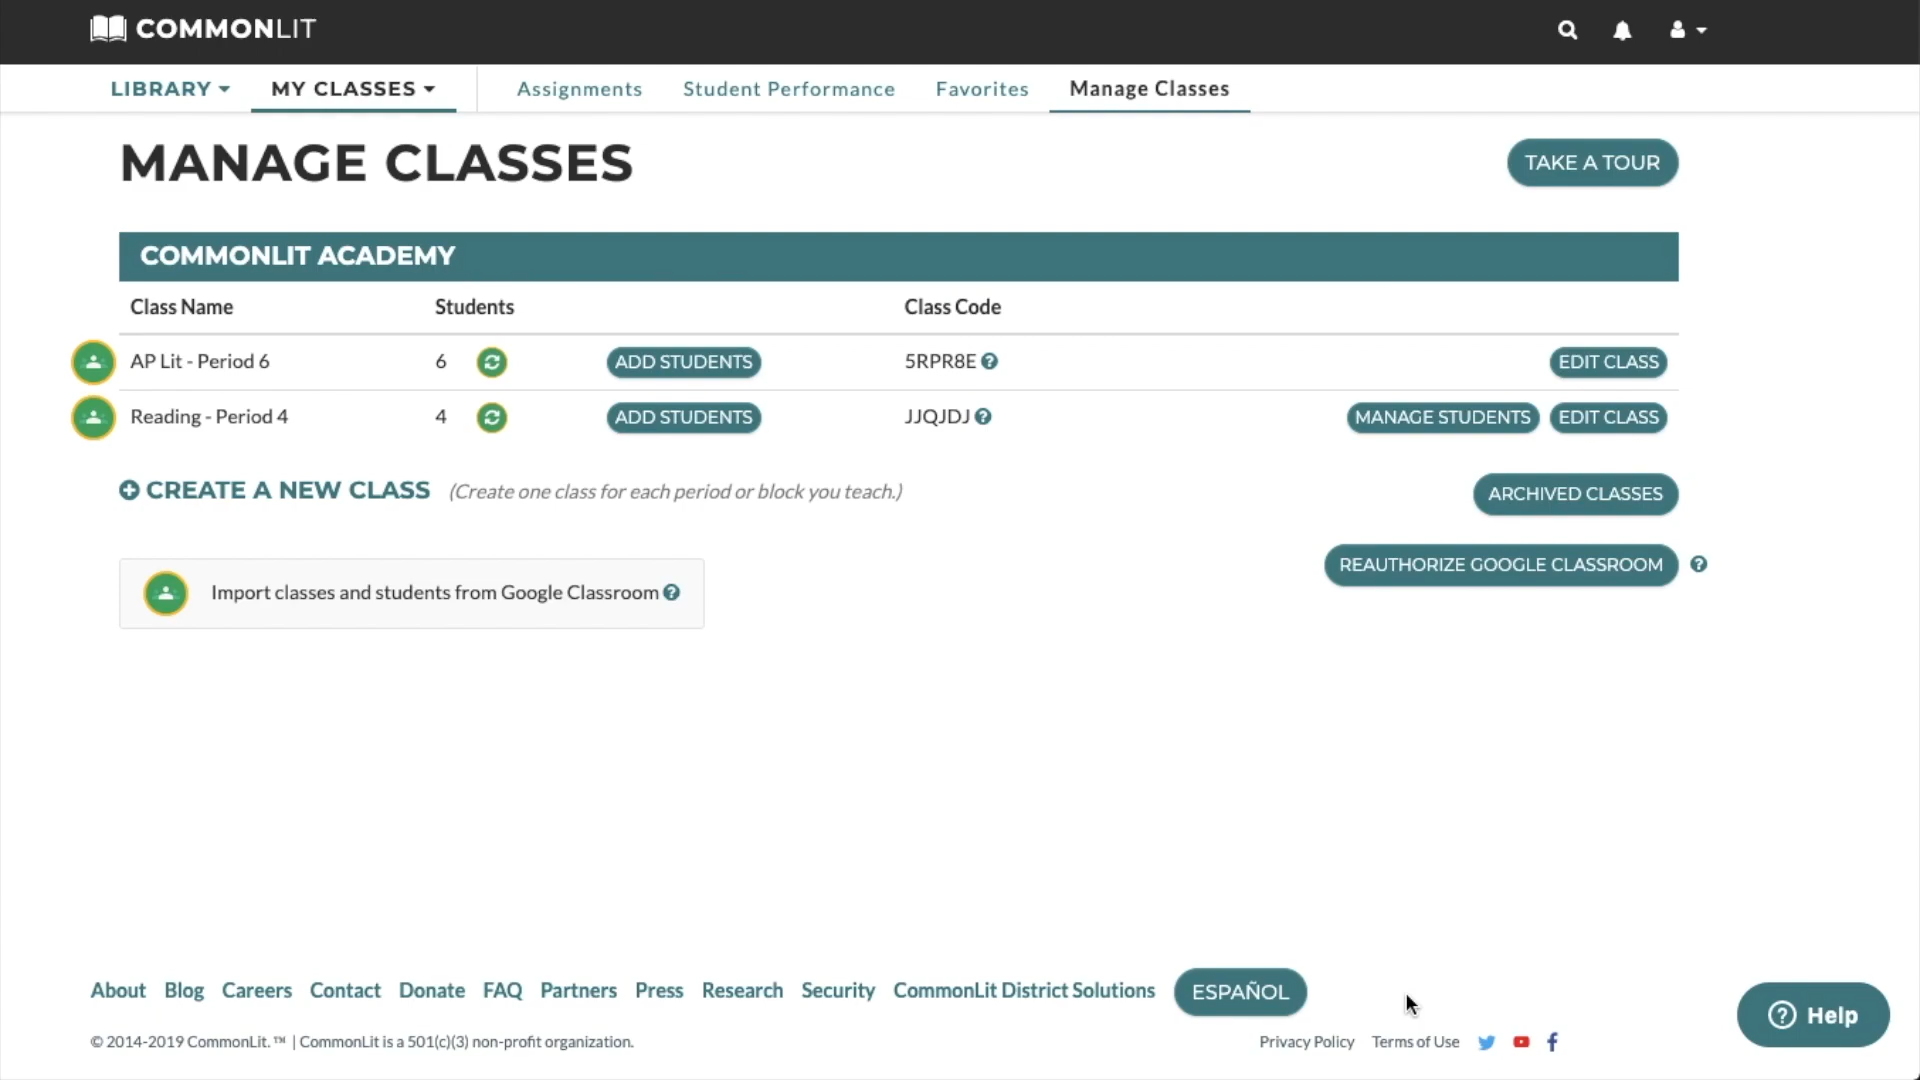 COMMONLIT
LIBRARY MY CLASSES Assignments Student Performance Favorites Manage Classes
MANAGE CLASSES TAKE A TOUR
COMMONLIT ACADEMY
Class Name Students Class Code
AP Lit - Period 6 6 ADD STUDENTS 5RPR8E ? EDIT CLASS
Reading - Period 4 4 ADD STUDENTS JJQJDJ ? MANAGE STUDENTS EDIT CLASS
CREATE A NEW CLASS (Create one class for each period or block you teach.) ARCHIVED CLASSES
REAUTHORIZE GOOGLE CLASSROOM ?
Import classes and students from Google Classroom ?
About Blog Careers Contact Donate FAQ Partners Press Research Security CommonLit District Solutions ESPAÑOL
? Help
© 2014-2019 CommonLit.™ | CommonLit is a 501(c)(3) non-profit organization. Privacy Policy Terms of Use